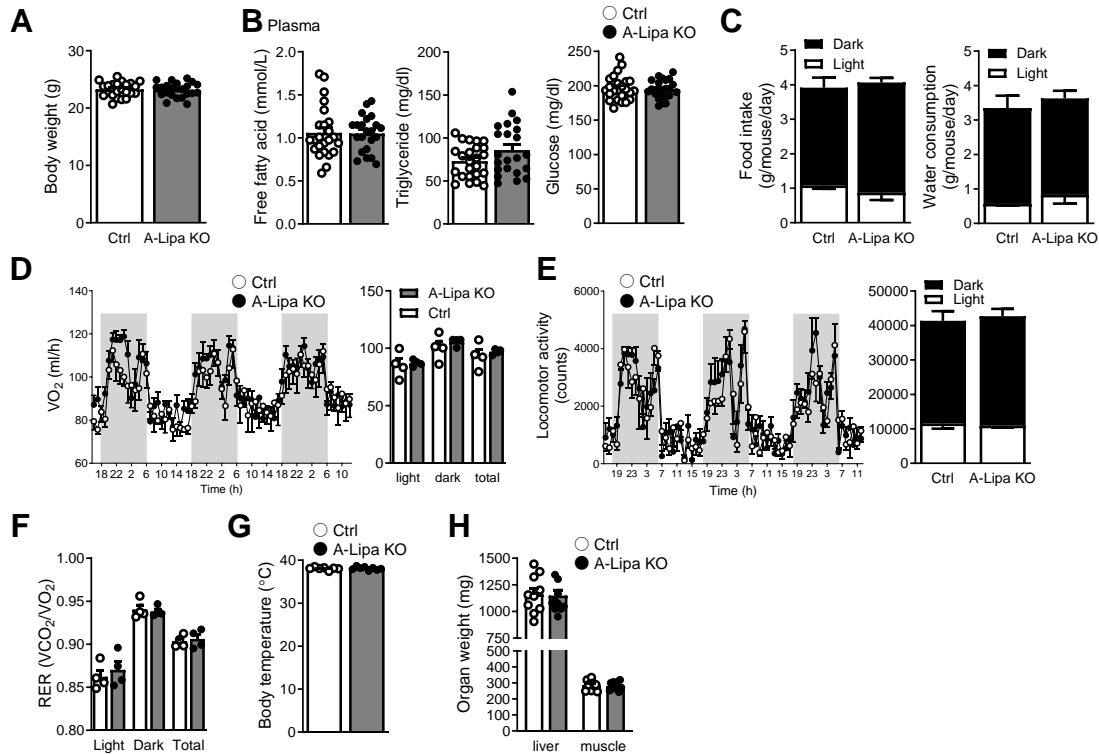 A
Body weight (g)
30
20
10
0
Ctrl
A-Lipa KO
B
Plasma
Ctrl
A-Lipa KO
Free fatty acid (mmol/L)
2.0
1.5
1.0
0.5
0.0
Triglyceride (mg/dl)
200
150
100
50
0
Glucose (mg/dl)
250
200
150
100
50
0
C
Dark
Light
Food intake
(g/mouse/day)
5
4
3
2
1
0
Ctrl
A-Lipa KO
Dark
Light
Water consumption
(g/mouse/day)
5
4
3
2
1
0
Ctrl
A-Lipa KO
D
Ctrl
A-Lipa KO
VO2 (ml/h)
140
120
100
80
60
18 22 2 6 10 14 18 22 2 6 10 14 18 22 2 6 10
Time (h)
A-Lipa KO
Ctrl
150
100
50
0
light
dark
total
E
Ctrl
A-Lipa KO
Locomotor activity
(counts)
6000
4000
2000
0
19 23 3 7 11 15 19 23 3 7 11 15 19 23 3 7 11
Time (h)
Dark
Light
50000
40000
30000
20000
10000
0
Ctrl
A-Lipa KO
F
RER (VCO2/VO2)
1.00
0.95
0.90
0.85
0.80
Light
Dark
Total
G
Ctrl
A-Lipa KO
Body temperature (°C)
40
30
20
10
0
H
Ctrl
A-Lipa KO
Organ weight (mg)
1500
1250
1000
750
500
400
300
200
100
0
liver
muscle